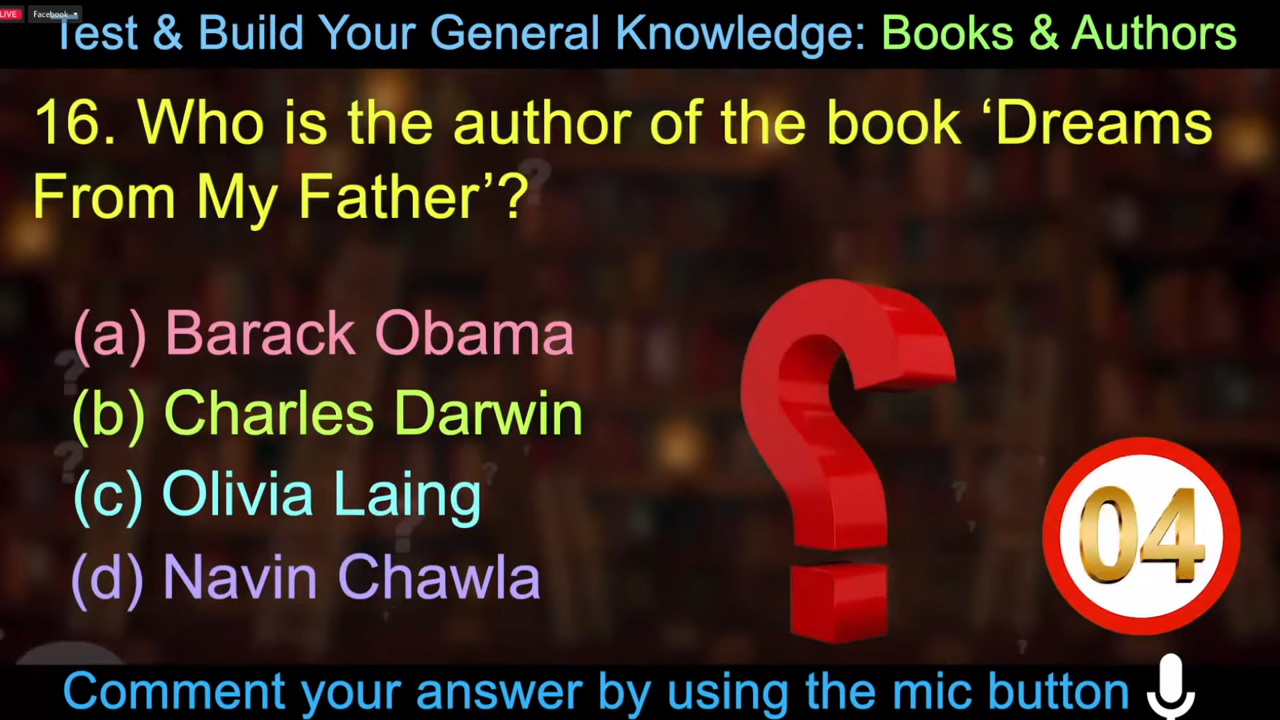 LIVE
Facebook
Test & Build Your General Knowledge: Books & Authors
16. Who is the author of the book ‘Dreams
From My Father’?
(a) Barack Obama
(b) Charles Darwin
(c) Olivia Laing
(d) Navin Chawla
04
Comment your answer by using the mic button